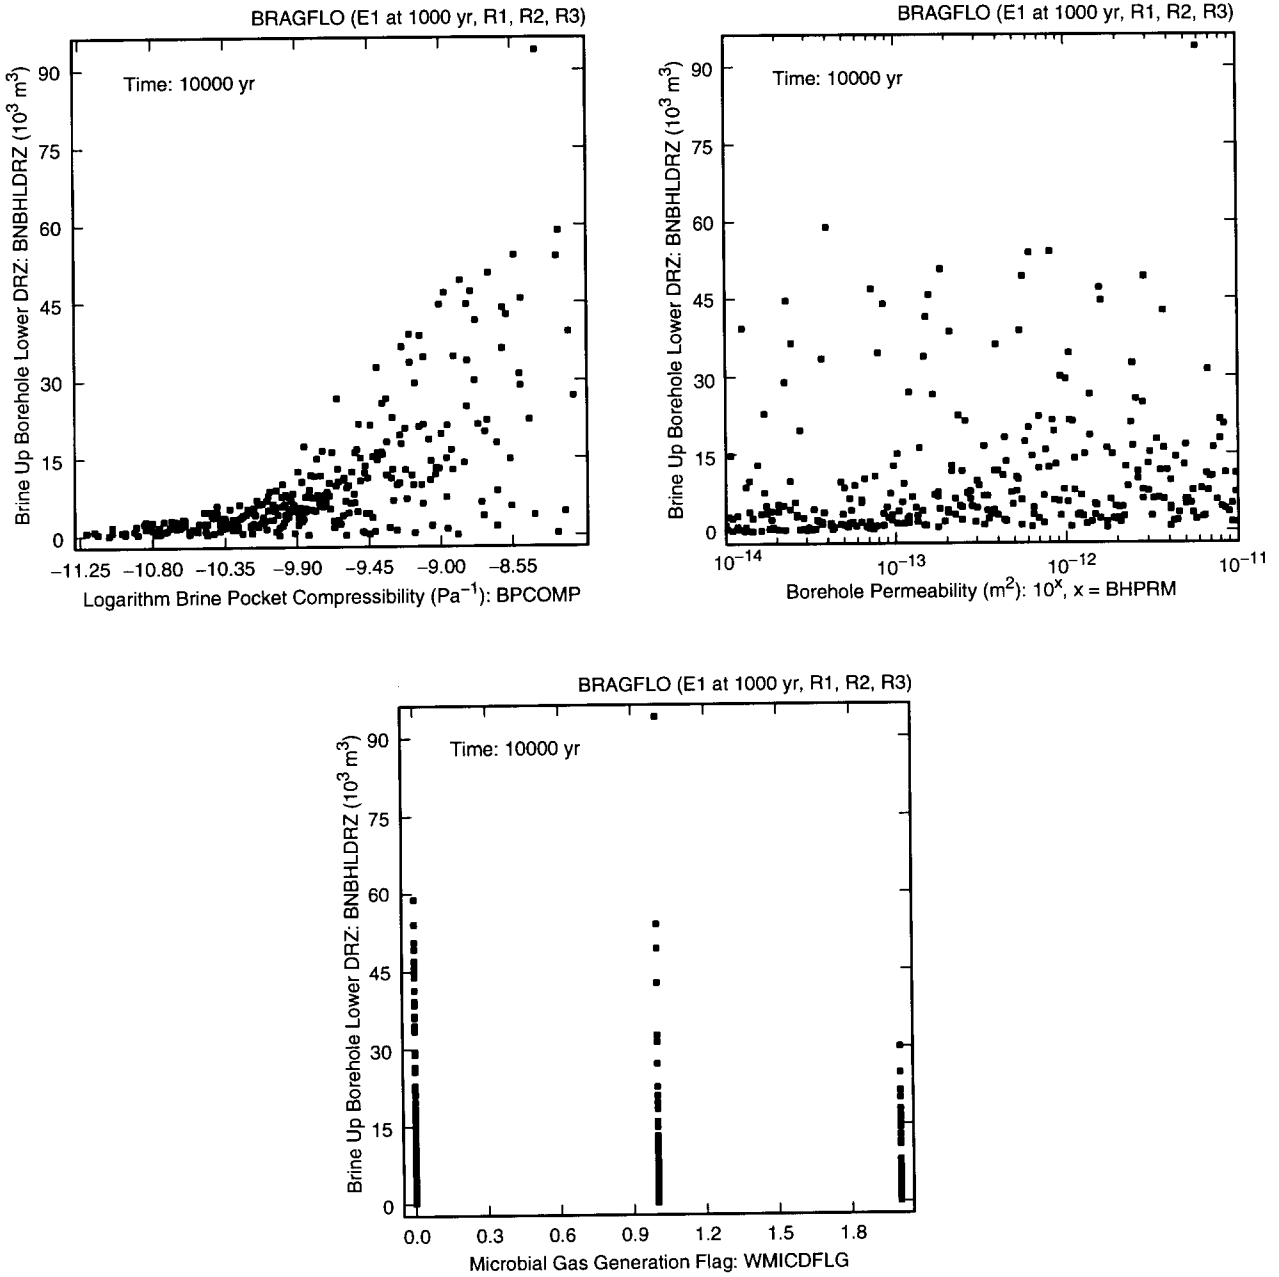 BRAGFLO (E1 at 1000 yr, R1, R2, R3)
Time: 10000 yr
Brine Up Borehole Lower DRZ: BNBHLDRZ (10³ m³)
90
75
60
45
30
15
0
−11.25 −10.80 −10.35 −9.90 −9.45 −9.00 −8.55
Logarithm Brine Pocket Compressibility (Pa⁻¹): BPCOMP
BRAGFLO (E1 at 1000 yr, R1, R2, R3)
Time: 10000 yr
Brine Up Borehole Lower DRZ: BNBHLDRZ (10³ m³)
90
75
60
45
30
15
0
10⁻¹⁴ 10⁻¹³ 10⁻¹² 10⁻¹¹
Borehole Permeability (m²): 10ˣ, x = BHPRM
BRAGFLO (E1 at 1000 yr, R1, R2, R3)
Time: 10000 yr
Brine Up Borehole Lower DRZ: BNBHLDRZ (10³ m³)
90
75
60
45
30
15
0
0.0 0.3 0.6 0.9 1.2 1.5 1.8
Microbial Gas Generation Flag: WMICDFLG